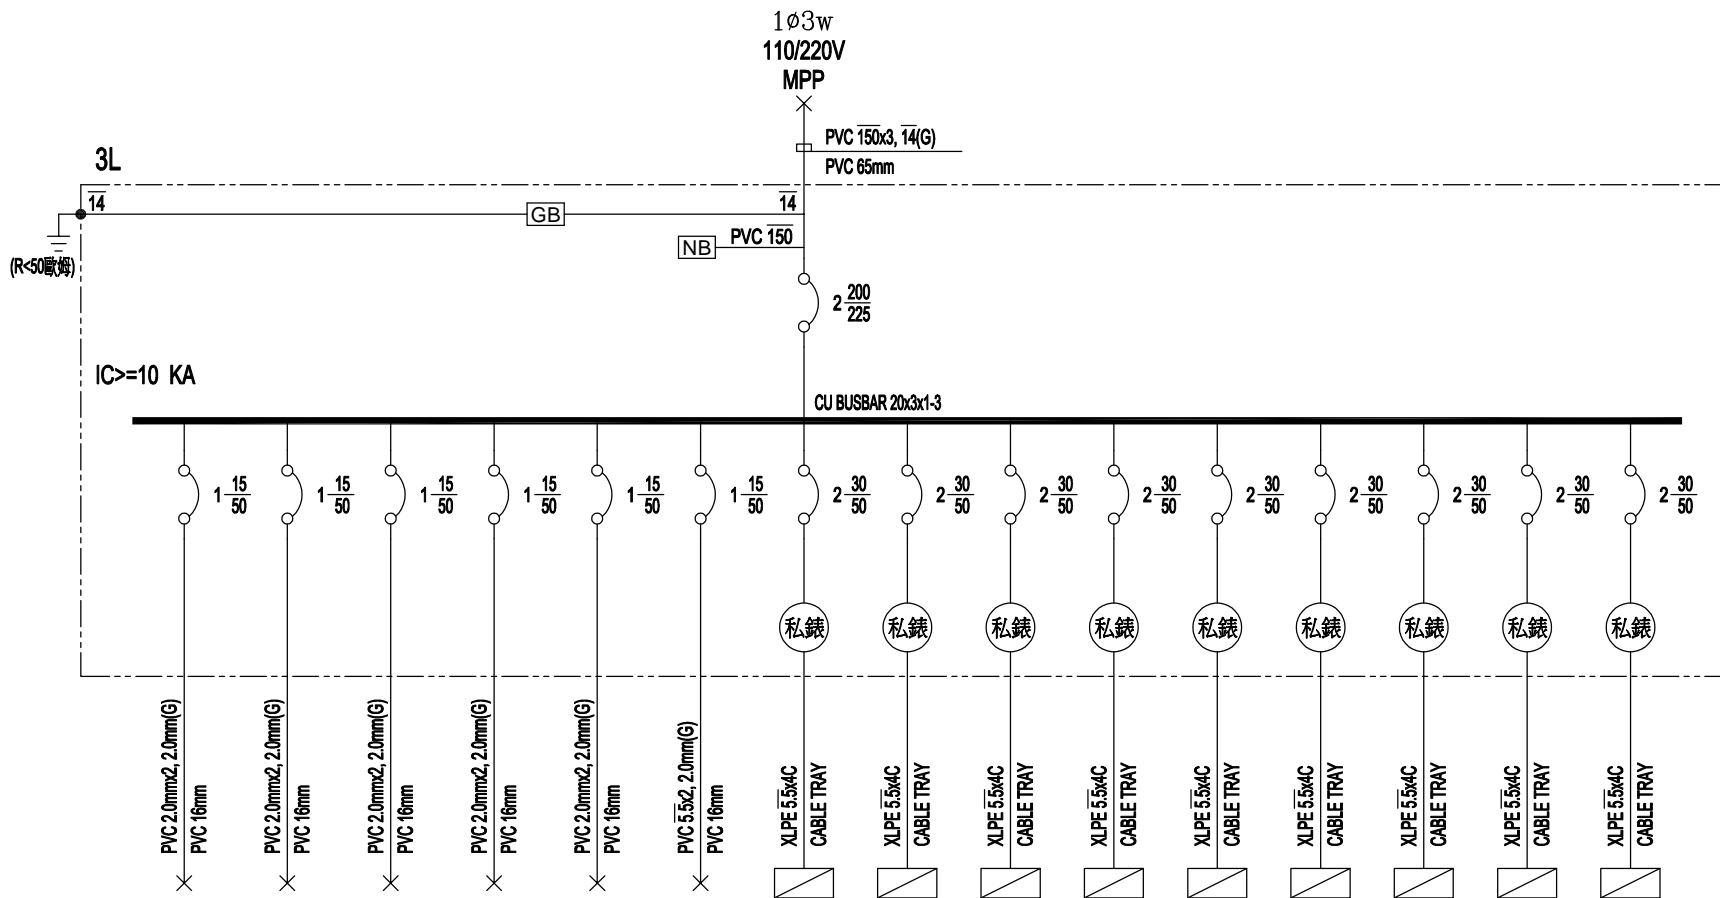 1ø3w
110/220V
MPP
PVC 150x3, 14(G)
PVC 65mm
3L
14
14
GB
NB
PVC 150
(R<50歐姆)
2 200/225
IC>=10 KA
CU BUSBAR 20x3x1-3
1 15/50
1 15/50
1 15/50
1 15/50
1 15/50
1 15/50
2 30/50
2 30/50
2 30/50
2 30/50
2 30/50
2 30/50
2 30/50
2 30/50
2 30/50
私錶
私錶
私錶
私錶
私錶
私錶
私錶
私錶
私錶
PVC 2.0mmx2, 2.0mm(G)
PVC 16mm
PVC 2.0mmx2, 2.0mm(G)
PVC 16mm
PVC 2.0mmx2, 2.0mm(G)
PVC 16mm
PVC 2.0mmx2, 2.0mm(G)
PVC 16mm
PVC 2.0mmx2, 2.0mm(G)
PVC 16mm
PVC 5.5x2, 2.0mm(G)
PVC 16mm
XLPE 5.5x4C
CABLE TRAY
XLPE 5.5x4C
CABLE TRAY
XLPE 5.5x4C
CABLE TRAY
XLPE 5.5x4C
CABLE TRAY
XLPE 5.5x4C
CABLE TRAY
XLPE 5.5x4C
CABLE TRAY
XLPE 5.5x4C
CABLE TRAY
XLPE 5.5x4C
CABLE TRAY
XLPE 5.5x4C
CABLE TRAY